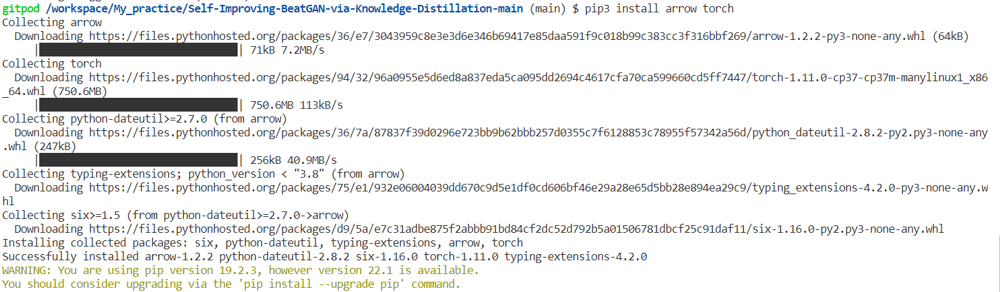 gitpod /workspace/My_practice/Self-Improving-BeatGAN-via-Knowledge-Distillation-main (main) $ pip3 install arrow torch
Collecting arrow
  Downloading https://files.pythonhosted.org/packages/36/e7/3043959c8e3e3d6e346b69417e85daa591f9c018b99c383cc3f316bbf269/arrow-1.2.2-py3-none-any.whl (64kB)
     |████████████████████████████████| 71kB 7.2MB/s
Collecting torch
  Downloading https://files.pythonhosted.org/packages/94/32/96a0955e5d6ed8a837eda5ca095dd2694c4617cfa70ca599660cd5ff7447/torch-1.11.0-cp37-cp37m-manylinux1_x86
_64.whl (750.6MB)
     |████████████████████████████████| 750.6MB 113kB/s
Collecting python-dateutil>=2.7.0 (from arrow)
  Downloading https://files.pythonhosted.org/packages/36/7a/87837f39d0296e723bb9b62bbb257d0355c7f6128853c78955f57342a56d/python_dateutil-2.8.2-py2.py3-none-any
.whl (247kB)
     |████████████████████████████████| 256kB 40.9MB/s
Collecting typing-extensions; python_version < "3.8" (from arrow)
  Downloading https://files.pythonhosted.org/packages/75/e1/932e06004039dd670c9d5e1df0cd606bf46e29a28e65d5bb28e894ea29c9/typing_extensions-4.2.0-py3-none-any.w
hl
Collecting six>=1.5 (from python-dateutil>=2.7.0->arrow)
  Downloading https://files.pythonhosted.org/packages/d9/5a/e7c31adbe875f2abbb91bd84cf2dc52d792b5a01506781dbcf25c91daf11/six-1.16.0-py2.py3-none-any.whl
Installing collected packages: six, python-dateutil, typing-extensions, arrow, torch
Successfully installed arrow-1.2.2 python-dateutil-2.8.2 six-1.16.0 torch-1.11.0 typing-extensions-4.2.0
WARNING: You are using pip version 19.2.3, however version 22.1 is available.
You should consider upgrading via the 'pip install --upgrade pip' command.